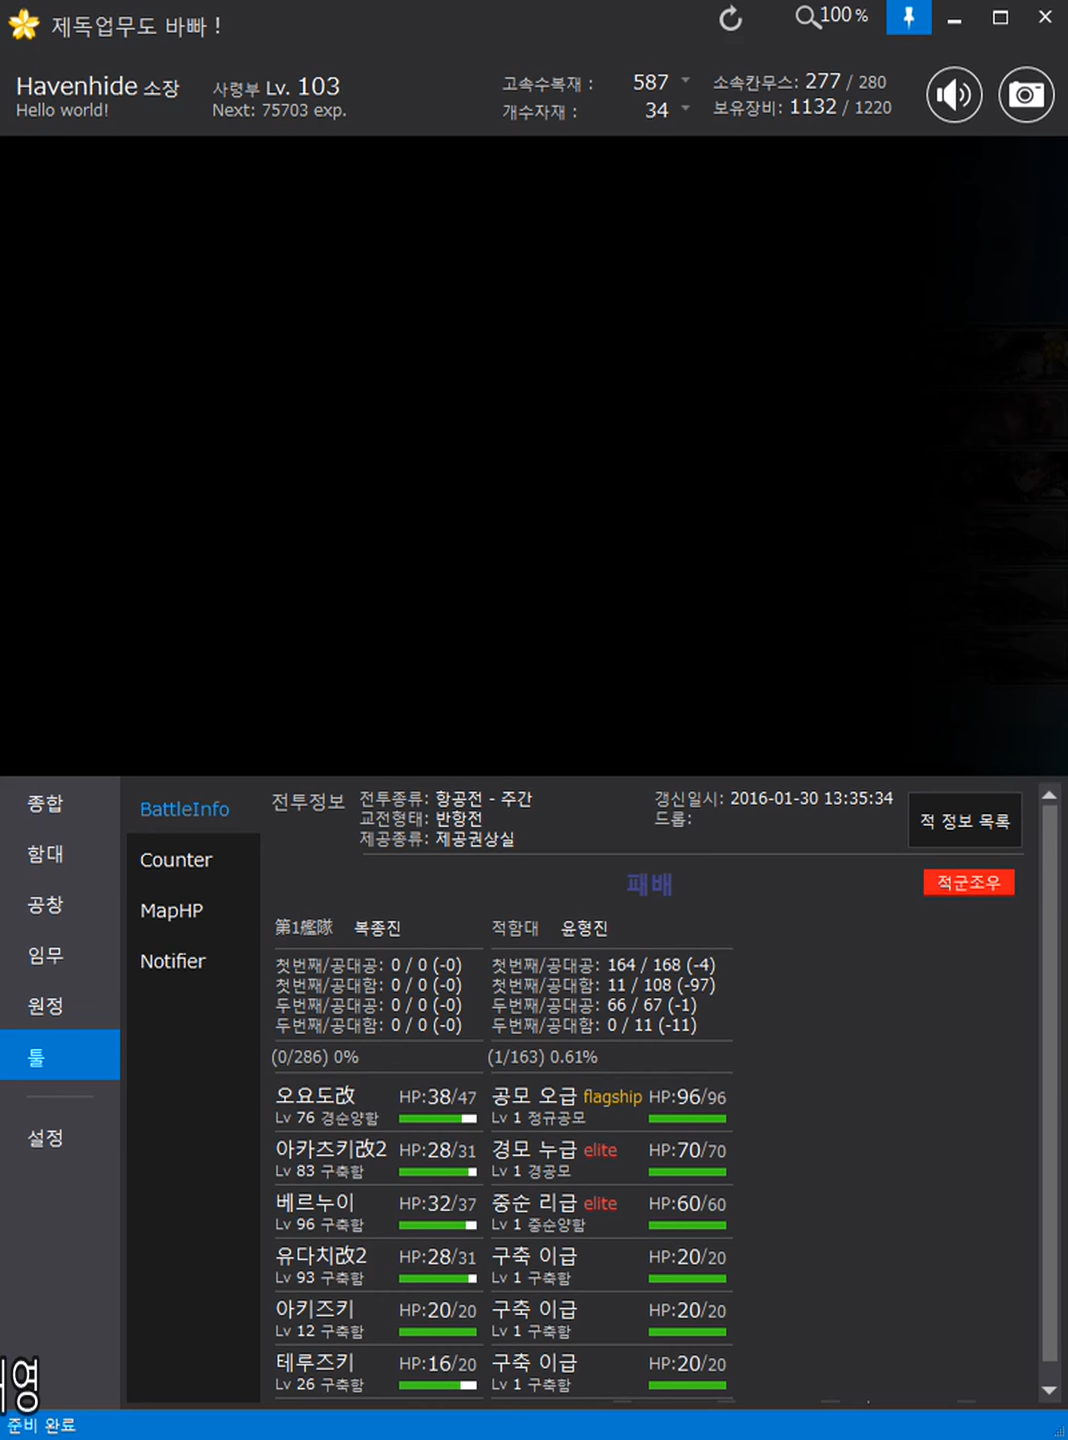 제독업무도 바빠 !
100 %
Havenhide 소장
Hello world!
사령부 Lv. 103
Next: 75703 exp.
고속수복재 : 587
개수자재 : 34
소속칸무스: 277 / 280
보유장비: 1132 / 1220
종합
함대
공창
임무
원정
툴
설정
BattleInfo
Counter
MapHP
Notifier
전투정보
전투종류: 항공전 - 주간
교전형태: 반항전
제공종류: 제공권상실
갱신일시: 2016-01-30 13:35:34
드롭:
적 정보 목록
패배
적군조우
第1艦隊 복종진
첫번째/공대공: 0 / 0 (-0)
첫번째/공대함: 0 / 0 (-0)
두번째/공대공: 0 / 0 (-0)
두번째/공대함: 0 / 0 (-0)
(0/286) 0%
오요도改 HP:38/47
Lv 76 경순양함
아카츠키改2 HP:28/31
Lv 83 구축함
베르누이 HP:32/37
Lv 96 구축함
유다치改2 HP:28/31
Lv 93 구축함
아키즈키 HP:20/20
Lv 12 구축함
테루즈키 HP:16/20
Lv 26 구축함
적함대 윤형진
첫번째/공대공: 164 / 168 (-4)
첫번째/공대함: 11 / 108 (-97)
두번째/공대공: 66 / 67 (-1)
두번째/공대함: 0 / 11 (-11)
(1/163) 0.61%
공모 오급 flagship HP:96/96
Lv 1 정규공모
경모 누급 elite HP:70/70
Lv 1 경공모
중순 리급 elite HP:60/60
Lv 1 중순양함
구축 이급 HP:20/20
Lv 1 구축함
구축 이급 HP:20/20
Lv 1 구축함
구축 이급 HP:20/20
Lv 1 구축함
영
준비 완료